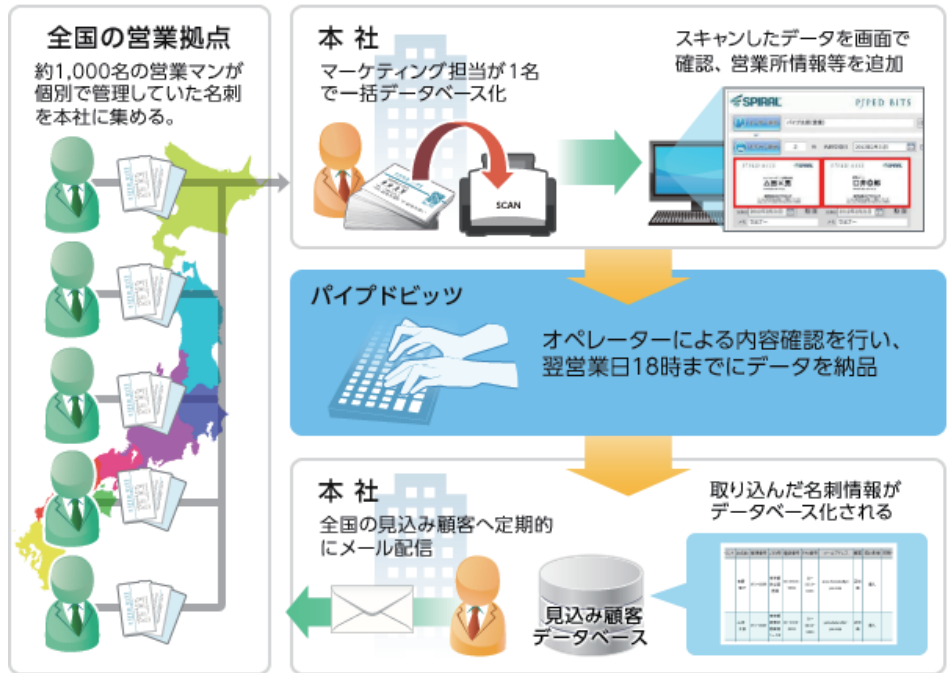 全国の営業拠点
約1,000名の営業マンが
個別で管理していた名刺
を本社に集める。
本社
マーケティング担当が1名
で一括データベース化
SCAN
スキャンしたデータを画面で
確認、営業所情報等を追加
SPIRAL
PIPED BITS
パイプドビッツ
オペレーターによる内容確認を行い、
翌営業日18時までにデータを納品
本社
全国の見込み顧客へ定期的
にメール配信
見込み顧客
データベース
取り込んだ名刺情報が
データベース化される